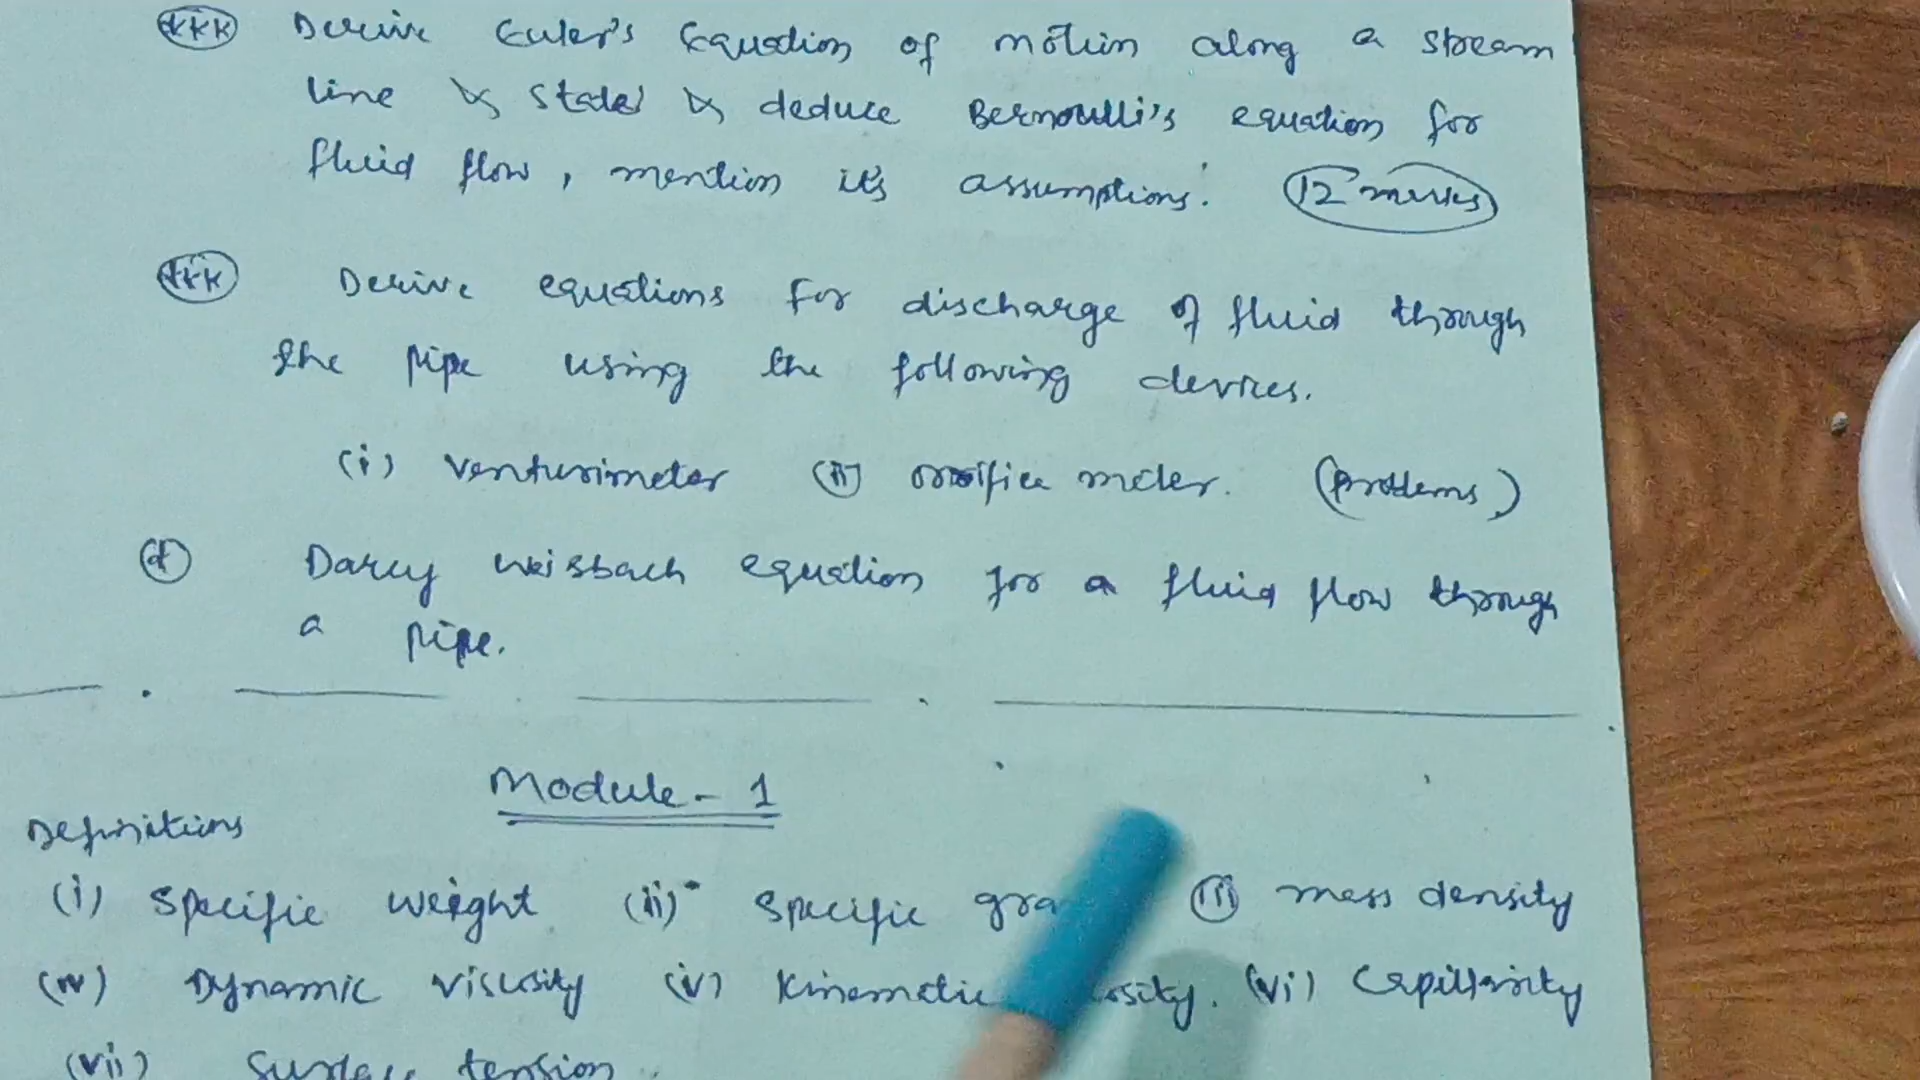 *** Derive Euler's Equation of motion along a stream
line & state & deduce Bernoulli's equation for
fluid flow, mention it's assumptions. 12 marks
*** Derive equations for discharge of fluid through
the pipe using the following devices.
(i) venturimeter (ii) orifice meter. (problems)
* Darcy weisbach equation for a fluid flow through
a pipe.
Module - 1
Definitions
(i) Specific weight (ii) specific (iii) mass density
(iv) Dynamic viscosity (v) Kinematic (vi) Capillarity
(vii) Surface tension.